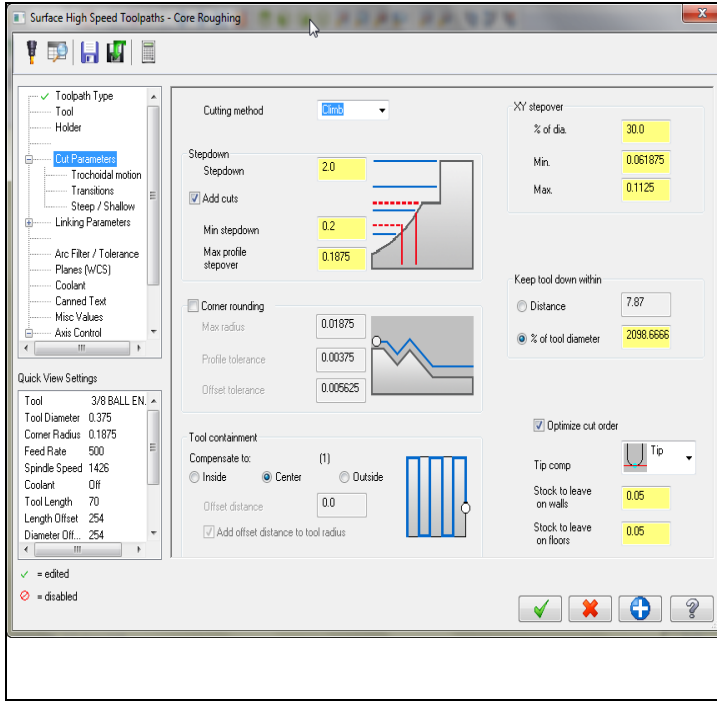 Surface High Speed Toolpaths - Core Roughing
Toolpath Type
Tool
Holder
Cut Parameters
Trochoidal motion
Transitions
Steep / Shallow
Linking Parameters
Arc Filter / Tolerance
Planes (WCS)
Coolant
Canned Text
Misc Values
Axis Control
Quick View Settings
Tool 3/8 BALL EN...
Tool Diameter 0.375
Corner Radius 0.1875
Feed Rate 500
Spindle Speed 1426
Coolant Off
Tool Length 70
Length Offset 254
Diameter Off... 254
= edited
= disabled
Cutting method Climb
Stepdown
Stepdown 2.0
Add cuts
Min stepdown 0.2
Max profile
stepover 0.1875
Corner rounding
Max radius 0.01875
Profile tolerance 0.00375
Offset tolerance 0.005625
Tool containment
Compensate to: (1)
Inside Center Outside
Offset distance 0.0
Add offset distance to tool radius
XY stepover
% of dia. 30.0
Min. 0.061875
Max. 0.1125
Keep tool down within
Distance 7.87
% of tool diameter 2098.6666
Optimize cut order
Tip comp Tip
Stock to leave
on walls 0.05
Stock to leave
on floors 0.05